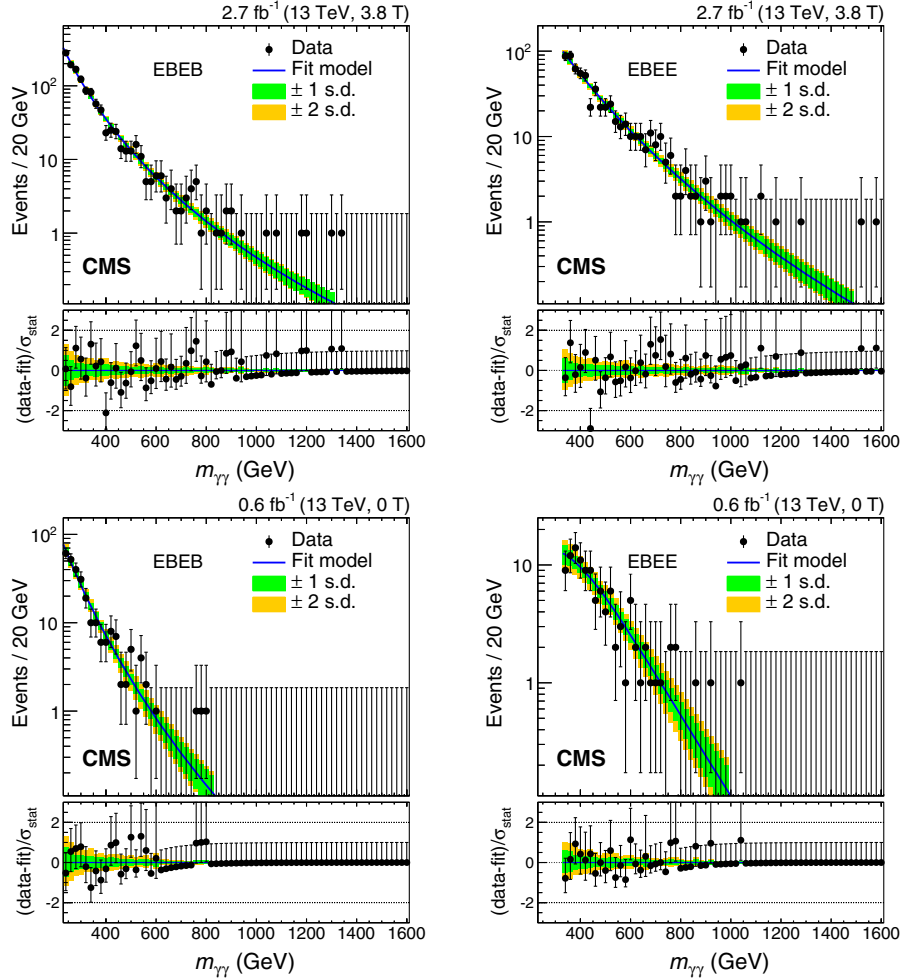 2.7 fb⁻¹ (13 TeV, 3.8 T)
Events / 20 GeV
10²
10
1
EBEB
Data
Fit model
± 1 s.d.
± 2 s.d.
CMS
(data-fit)/σstat
2
0
-2
400 600 800 1000 1200 1400 1600
mγγ (GeV)
2.7 fb⁻¹ (13 TeV, 3.8 T)
Events / 20 GeV
10²
10
1
EBEE
Data
Fit model
± 1 s.d.
± 2 s.d.
CMS
(data-fit)/σstat
2
0
-2
400 600 800 1000 1200 1400 1600
mγγ (GeV)
0.6 fb⁻¹ (13 TeV, 0 T)
Events / 20 GeV
10²
10
1
EBEB
Data
Fit model
± 1 s.d.
± 2 s.d.
CMS
(data-fit)/σstat
2
0
-2
400 600 800 1000 1200 1400 1600
mγγ (GeV)
0.6 fb⁻¹ (13 TeV, 0 T)
Events / 20 GeV
10
1
EBEE
Data
Fit model
± 1 s.d.
± 2 s.d.
CMS
(data-fit)/σstat
2
0
-2
400 600 800 1000 1200 1400 1600
mγγ (GeV)